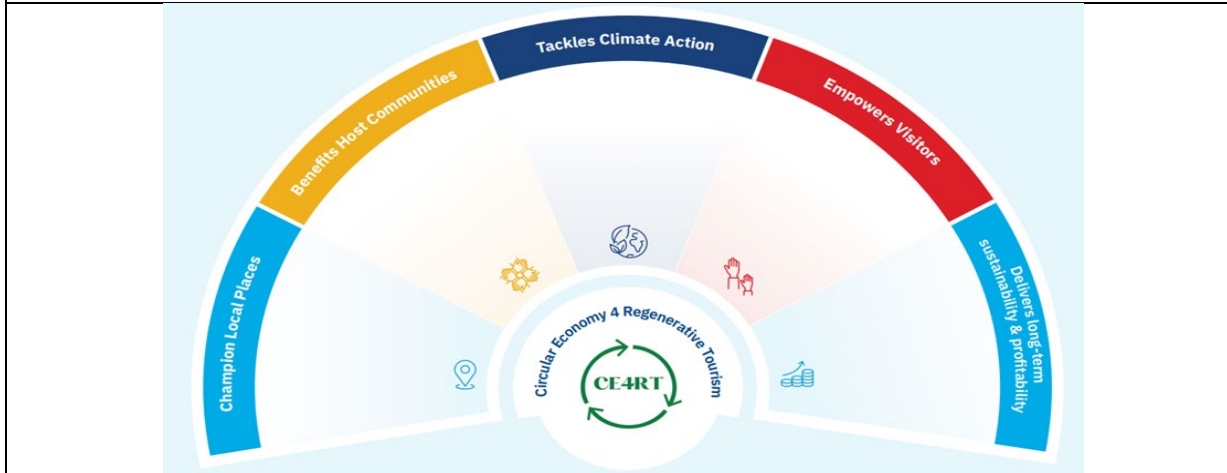 Champion Local Places
Benefits Host Communities
Tackles Climate Action
Empowers Visitors
Delivers long-term
sustainability & profitability
Circular Economy 4 Regenerative Tourism
CE4RT